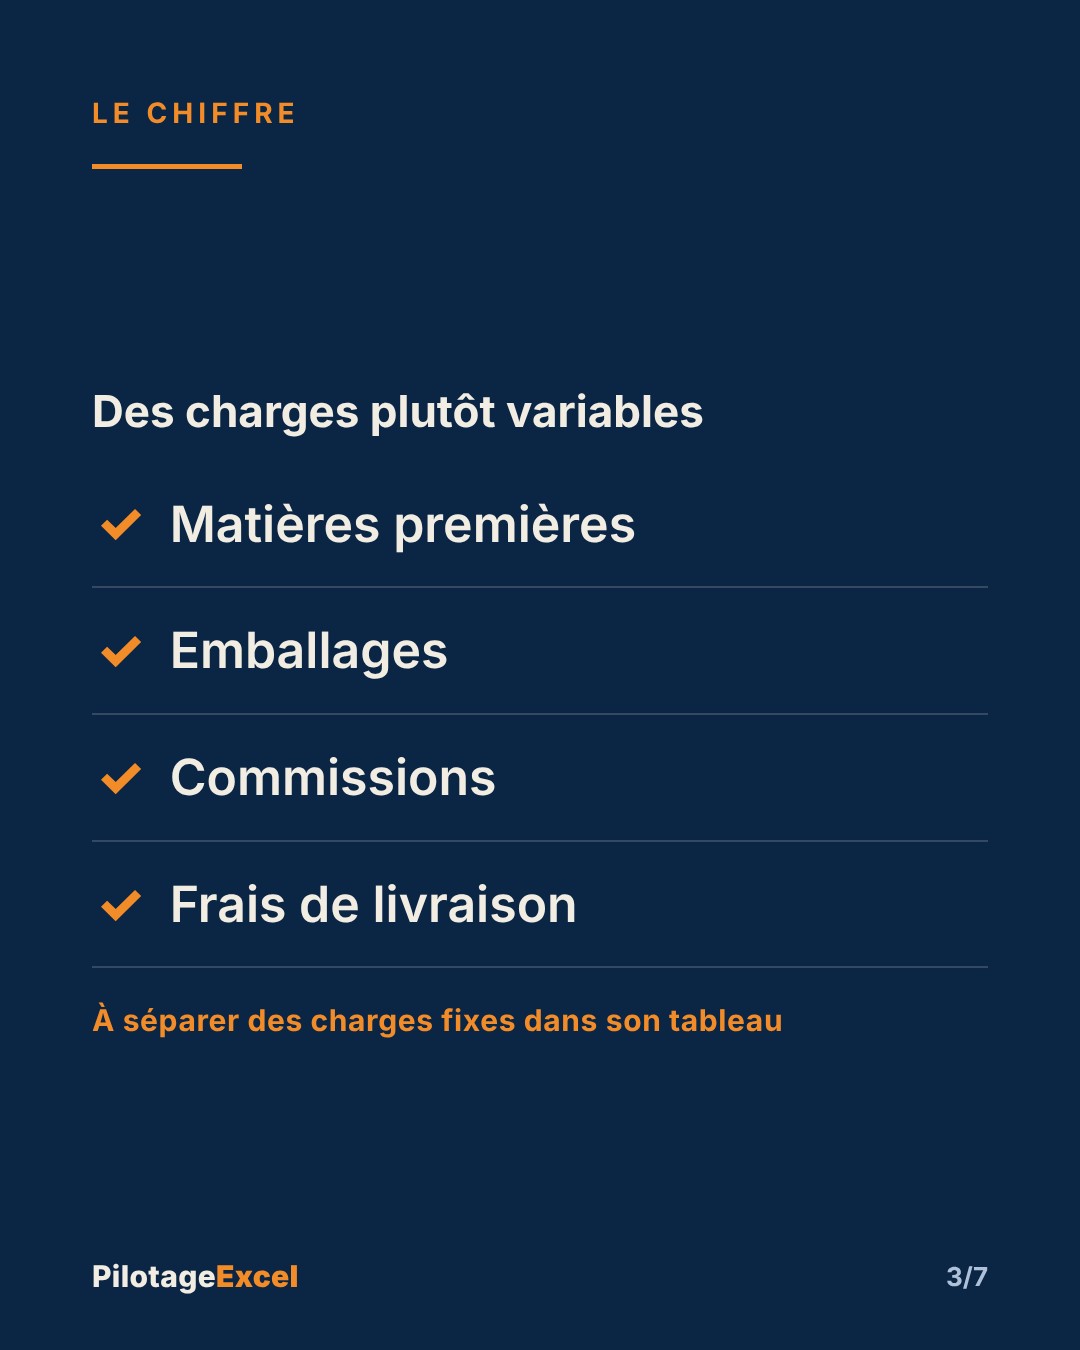 LE CHIFFRE
Des charges plutôt variables
Matières premières
Emballages
Commissions
Frais de livraison
À séparer des charges fixes dans son tableau
PilotageExcel
3/7